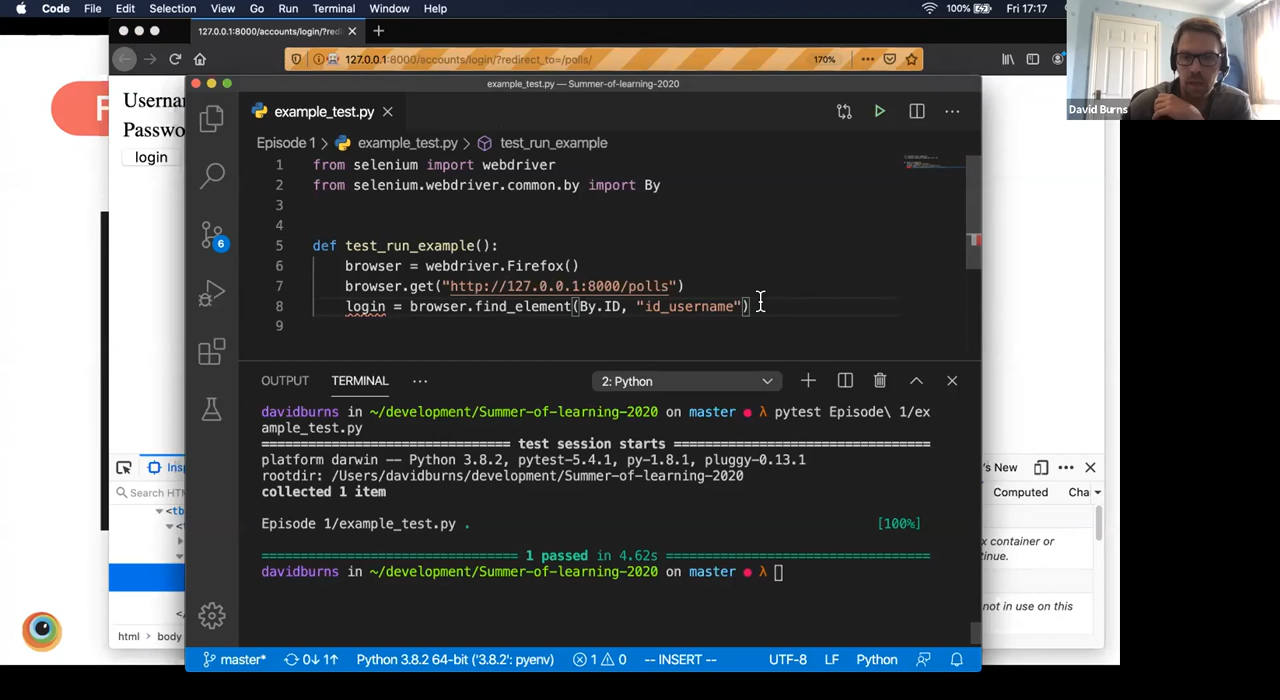 Code File Edit Selection View Go Run Terminal Window Help 100% Fri 17:17
127.0.0.1:8000/accounts/login/?red
127.0.0.1:8000/accounts/login/?redirect_to=/polls/ 170%
David Burns
Userna
Passwo
login
example_test.py — Summer-of-learning-2020
example_test.py
Episode 1 > example_test.py > test_run_example
1 from selenium import webdriver
2 from selenium.webdriver.common.by import By
3
4
5 def test_run_example():
6 browser = webdriver.Firefox()
7 browser.get("http://127.0.0.1:8000/polls")
8 login = browser.find_element(By.ID, "id_username")
9
6
OUTPUT TERMINAL ··· 2: Python
davidburns in ~/development/Summer-of-learning-2020 on master ● λ pytest Episode\ 1/ex
ample_test.py
============================== test session starts ===============================
platform darwin -- Python 3.8.2, pytest-5.4.1, py-1.8.1, pluggy-0.13.1
rootdir: /Users/davidburns/development/Summer-of-learning-2020
collected 1 item
Episode 1/example_test.py . [100%]
=============================== 1 passed in 4.62s ================================
davidburns in ~/development/Summer-of-learning-2020 on master ● λ
Insp
Search HTM
<tb
<t
</
html > body
's New
Computed Cha
x container or
tinue.
not in use on this
master* 0↓ 1↑ Python 3.8.2 64-bit ('3.8.2': pyenv) 1 0 -- INSERT -- UTF-8 LF Python